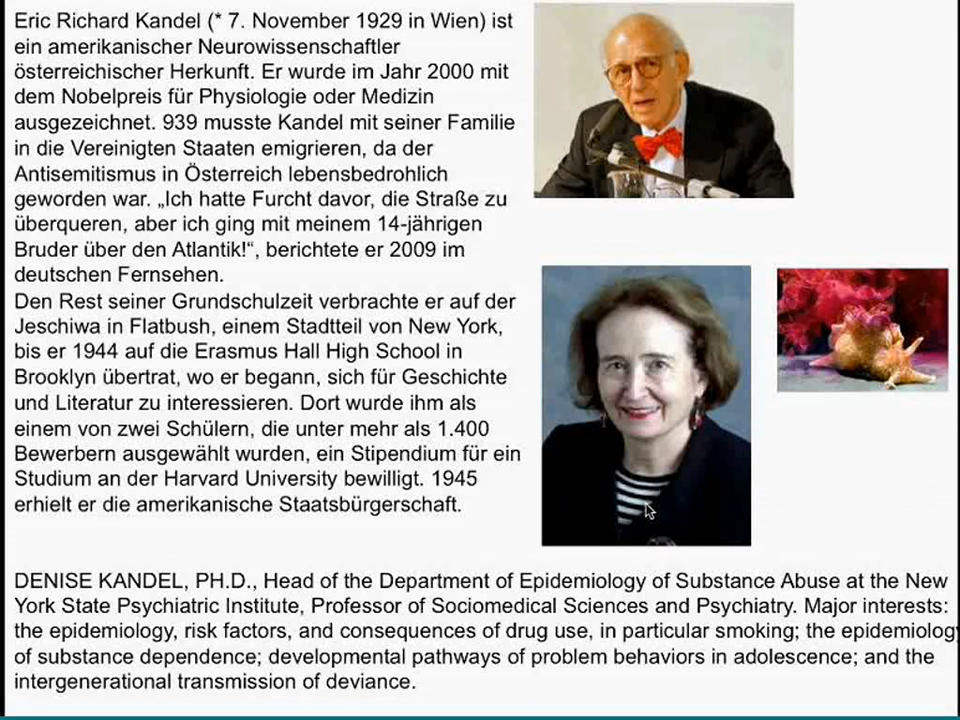 Eric Richard Kandel (* 7. November 1929 in Wien) ist
ein amerikanischer Neurowissenschaftler
österreichischer Herkunft. Er wurde im Jahr 2000 mit
dem Nobelpreis für Physiologie oder Medizin
ausgezeichnet. 939 musste Kandel mit seiner Familie
in die Vereinigten Staaten emigrieren, da der
Antisemitismus in Österreich lebensbedrohlich
geworden war. „Ich hatte Furcht davor, die Straße zu
überqueren, aber ich ging mit meinem 14-jährigen
Bruder über den Atlantik!“, berichtete er 2009 im
deutschen Fernsehen.
Den Rest seiner Grundschulzeit verbrachte er auf der
Jeschiwa in Flatbush, einem Stadtteil von New York,
bis er 1944 auf die Erasmus Hall High School in
Brooklyn übertrat, wo er begann, sich für Geschichte
und Literatur zu interessieren. Dort wurde ihm als
einem von zwei Schülern, die unter mehr als 1.400
Bewerbern ausgewählt wurden, ein Stipendium für ein
Studium an der Harvard University bewilligt. 1945
erhielt er die amerikanische Staatsbürgerschaft.
DENISE KANDEL, PH.D., Head of the Department of Epidemiology of Substance Abuse at the New
York State Psychiatric Institute, Professor of Sociomedical Sciences and Psychiatry. Major interests:
the epidemiology, risk factors, and consequences of drug use, in particular smoking; the epidemiology
of substance dependence; developmental pathways of problem behaviors in adolescence; and the
intergenerational transmission of deviance.